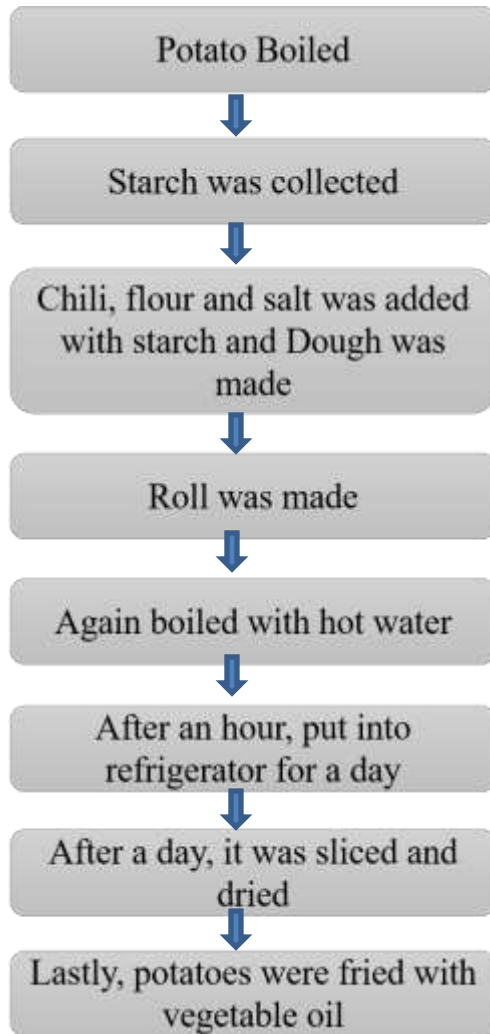 Potato Boiled
Starch was collected
Chili, flour and salt was added
with starch and Dough was
made
Roll was made
Again boiled with hot water
After an hour, put into
refrigerator for a day
After a day, it was sliced and
dried
Lastly, potatoes were fried with
vegetable oil